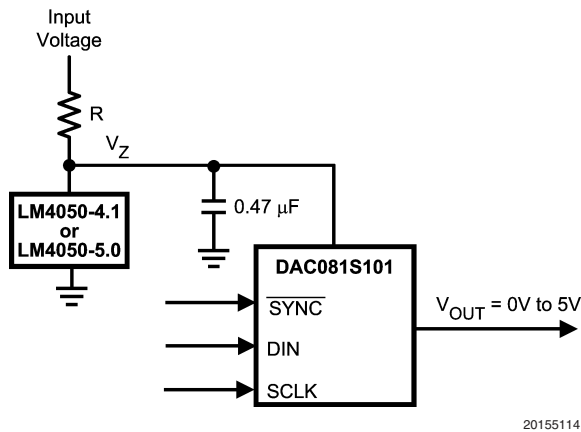 Input
Voltage
R
VZ
LM4050-4.1
or
LM4050-5.0
0.47 μF
DAC081S101
SYNC
DIN
SCLK
VOUT = 0V to 5V
20155114